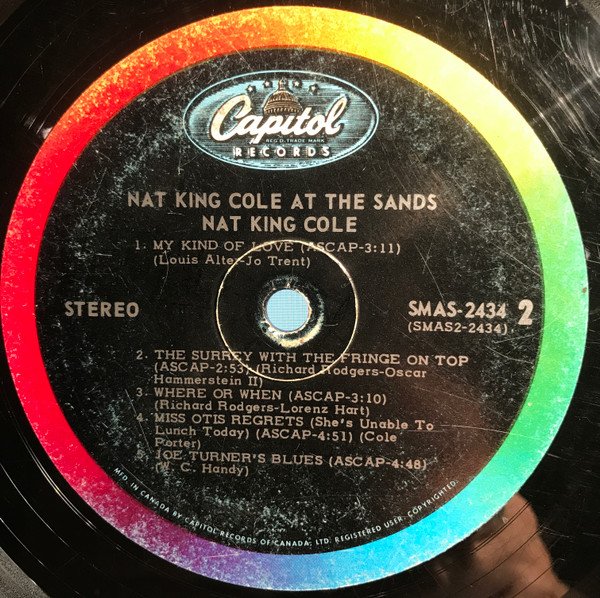 Capitol
REG'D. TRADE MARK
RECORDS
NAT KING COLE AT THE SANDS
NAT KING COLE
1. MY KIND OF LOVE (ASCAP-3:11)
(Louis Alter-Jo Trent)
STEREO
SMAS-2434 2
(SMAS2-2434)
2. THE SURREY WITH THE FRINGE ON TOP
(ASCAP-2:53) (Richard Rodgers-Oscar
Hammerstein II)
3. WHERE OR WHEN (ASCAP-3:10)
(Richard Rodgers-Lorenz Hart)
4. MISS OTIS REGRETS (She's Unable To
Lunch Today) (ASCAP-4:51) (Cole
Porter)
5. JOE TURNER'S BLUES (ASCAP-4:48)
(W. C. Handy)
MFD. IN CANADA BY CAPITOL RECORDS OF CANADA, LTD. REGISTERED USER. COPYRIGHTED.